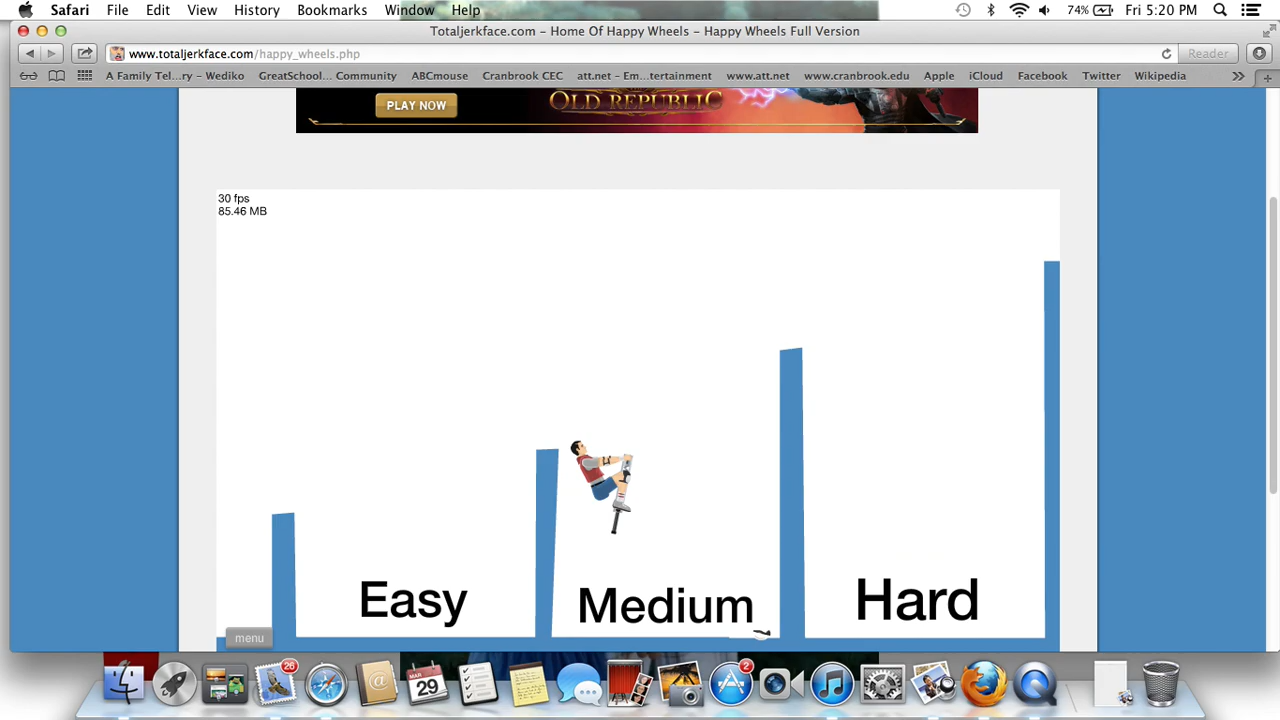 Safari File Edit View History Bookmarks Window Help 74% Fri 5:20 PM
Totaljerkface.com – Home Of Happy Wheels – Happy Wheels Full Version
www.totaljerkface.com/happy_wheels.php Reader
A Family Tel...ry – Wediko GreatSchool... Community ABCmouse Cranbrook CEC att.net – Em...tertainment www.att.net www.cranbrook.edu Apple iCloud Facebook Twitter Wikipedia
PLAY NOW OLD REPUBLIC
30 fps
85.46 MB
Easy Medium Hard
menu
26 MAR 29 2